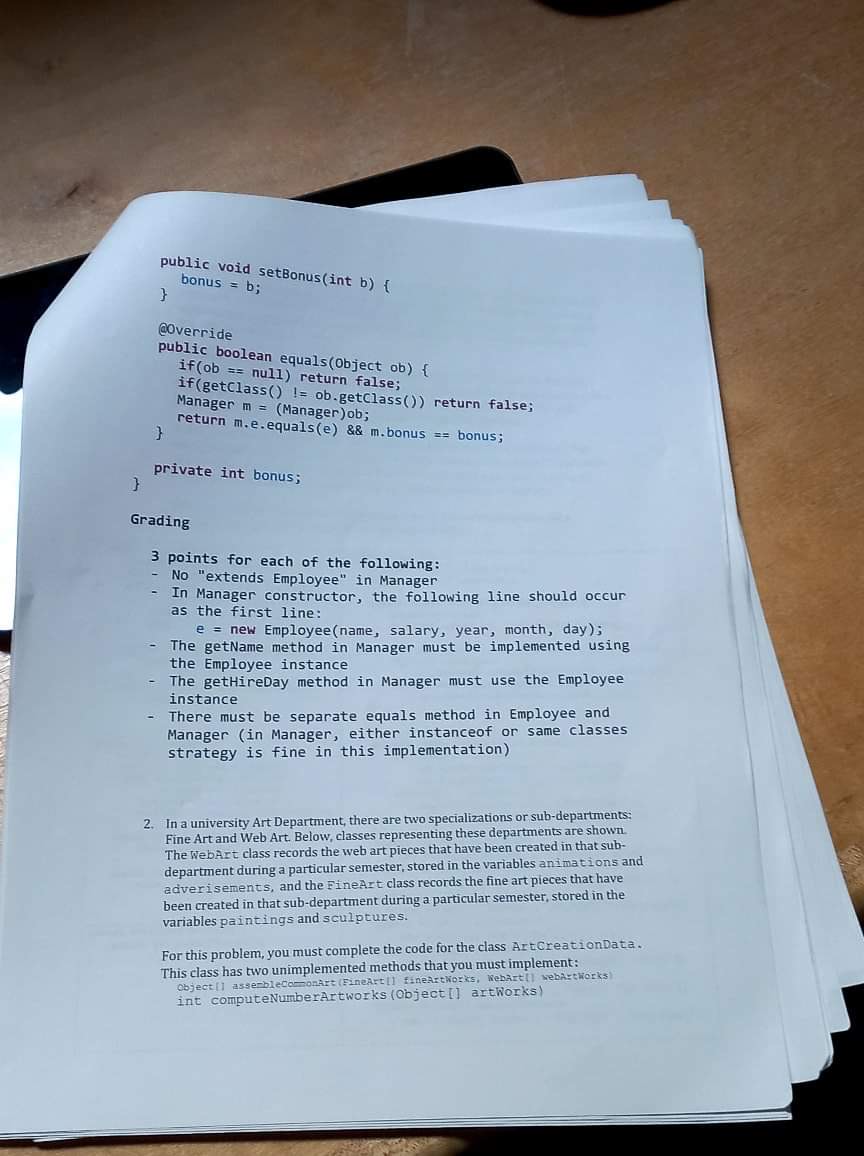 public void setBonus(int b) {
bonus = b;
}
@Override
public boolean equals(Object ob) {
if(ob == null) return false;
if(getClass() != ob.getClass()) return false;
Manager m = (Manager)ob;
return m.e.equals(e) && m.bonus == bonus;
}
private int bonus;
}
Grading
3 points for each of the following:
- No "extends Employee" in Manager
- In Manager constructor, the following line should occur
as the first line:
e = new Employee(name, salary, year, month, day);
- The getName method in Manager must be implemented using
the Employee instance
- The getHireDay method in Manager must use the Employee
instance
- There must be separate equals method in Employee and
Manager (in Manager, either instanceof or same classes
strategy is fine in this implementation)
2. In a university Art Department, there are two specializations or sub-departments:
Fine Art and Web Art. Below, classes representing these departments are shown.
The WebArt class records the web art pieces that have been created in that sub-
department during a particular semester, stored in the variables animations and
adverisements, and the FineArt class records the fine art pieces that have
been created in that sub-department during a particular semester, stored in the
variables paintings and sculptures.
For this problem, you must complete the code for the class ArtCreationData.
This class has two unimplemented methods that you must implement:
Object[] assembleCommonArt(FineArt[] fineArtWorks, WebArt[] webArtWorks)
int computeNumberArtworks(Object[] artWorks)